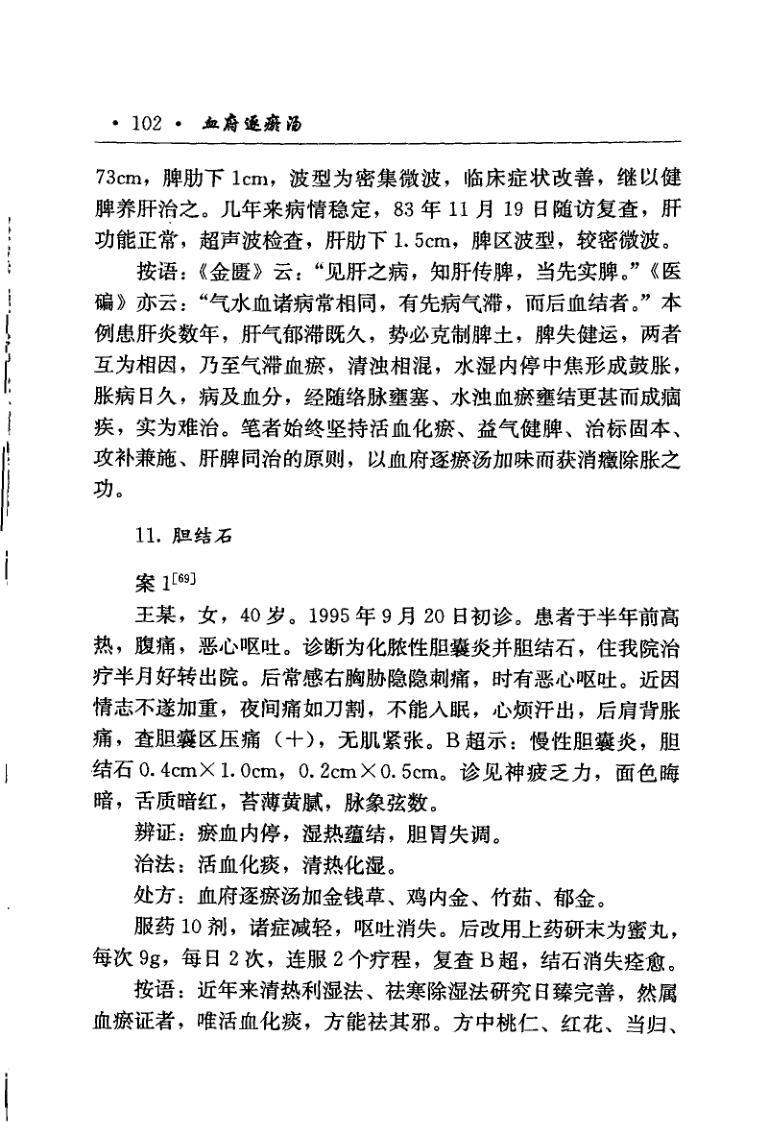 · 102 · 血府逐瘀汤
73cm，脾肋下 1cm，波型为密集微波，临床症状改善，继以健
脾养肝治之。几年来病情稳定，83 年 11 月 19 日随访复查，肝
功能正常，超声波检查，肝肋下 1.5cm，脾区波型，较密微波。
按语：《金匮》云：“见肝之病，知肝传脾，当先实脾。”《医
碥》亦云：“气水血诸病常相同，有先病气滞，而后血结者。”本
例患肝炎数年，肝气郁滞既久，势必克制脾土，脾失健运，两者
互为相因，乃至气滞血瘀，清浊相混，水湿内停中焦形成鼓胀，
胀病日久，病及血分，经随络脉壅塞、水浊血瘀壅结更甚而成痼
疾，实为难治。笔者始终坚持活血化瘀、益气健脾、治标固本、
攻补兼施、肝脾同治的原则，以血府逐瘀汤加味而获消癥除胀之
功。
11. 胆结石
案 1[69]
王某，女，40 岁。1995 年 9 月 20 日初诊。患者于半年前高
热，腹痛，恶心呕吐。诊断为化脓性胆囊炎并胆结石，住我院治
疗半月好转出院。后常感右胸胁隐隐刺痛，时有恶心呕吐。近因
情志不遂加重，夜间痛如刀割，不能入眠，心烦汗出，后肩背胀
痛，查胆囊区压痛（十），无肌紧张。B 超示：慢性胆囊炎，胆
结石 0.4cm×1.0cm，0.2cm×0.5cm。诊见神疲乏力，面色晦
暗，舌质暗红，苔薄黄腻，脉象弦数。
辨证：瘀血内停，湿热蕴结，胆胃失调。
治法：活血化痰，清热化湿。
处方：血府逐瘀汤加金钱草、鸡内金、竹茹、郁金。
服药 10 剂，诸症减轻，呕吐消失。后改用上药研末为蜜丸，
每次 9g，每日 2 次，连服 2 个疗程，复查 B 超，结石消失痊愈。
按语：近年来清热利湿法、祛寒除湿法研究日臻完善，然属
血瘀证者，唯活血化痰，方能祛其邪。方中桃仁、红花、当归、